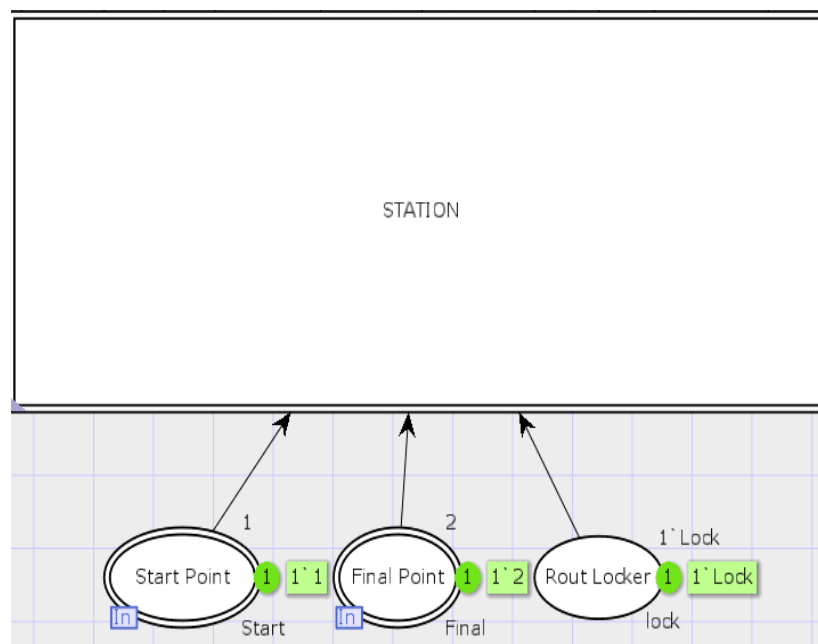 STATION
1
2
1`Lock
Start Point
1
1`1
Final Point
1
1`2
Rout Locker
1
1`Lock
In
In
Start
Final
lock